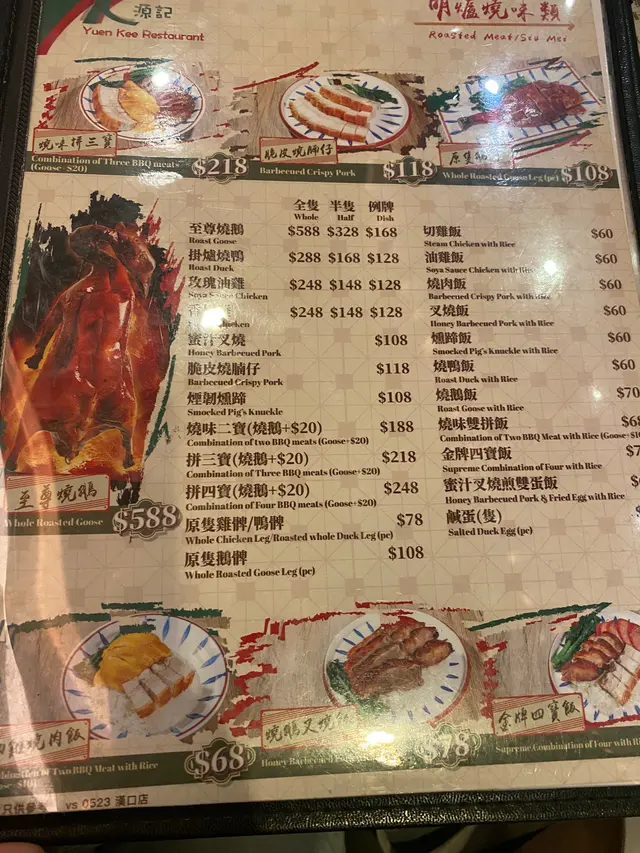 源記
Yuen Kee Restaurant
明爐燒味類
Roasted Meat/Siu Mei
燒味拼三寶
Combination of Three BBQ meats
(Goose+$20)
$218
脆皮燒腩仔
Barbecued Crispy Pork
$118
原隻
Whole Roasted Goose Leg (pc)
$108
全隻 半隻 例牌
Whole Half Dish
至尊燒鵝 $588 $328 $168
Roast Goose
掛爐燒鴨 $288 $168 $128
Roast Duck
玫瑰油雞 $248 $148 $128
Soya Sauce Chicken
$248 $148 $128
Chicken
蜜汁叉燒 $108
Honey Barbecued Pork
脆皮燒腩仔 $118
Barbecued Crispy Pork
煙韌燻蹄 $108
Smocked Pig's Knuckle
燒味二寶(燒鵝+$20) $188
Combination of two BBQ meats (Goose+$20)
拼三寶(燒鵝+$20) $218
Combination of Three BBQ meats (Goose+$20)
拼四寶(燒鵝+$20) $248
Combination of Four BBQ meats (Goose+$20)
原隻雞髀/鴨髀 $78
Whole Chicken Leg/Roasted whole Duck Leg (pc)
原隻鵝髀 $108
Whole Roasted Goose Leg (pc)
切雞飯 $60
Steam Chicken with Rice
油雞飯 $60
Soya Sauce Chicken with Rice
燒肉飯 $60
Barbecued Crispy Pork with Rice
叉燒飯 $60
Honey Barbecued Pork with Rice
燻蹄飯 $60
Smocked Pig's Knuckle with Rice
燒鴨飯 $60
Roast Duck with Rice
燒鵝飯 $70
Roast Goose with Rice
燒味雙拼飯
Combination of Two BBQ Meat with Rice
金牌四寶飯
Supreme Combination of Four with Rice
蜜汁叉燒煎雙蛋飯
Honey Barbecued Pork & Fried Egg with Rice
鹹蛋(隻)
Salted Duck Egg (pc)
至尊燒鵝
Whole Roasted Goose
$588
燒肉飯
of Two BBQ Meat with Rice
$68
燒鵝叉燒
Honey
$78
金牌四寶飯
Supreme Combination of Four with
只供參 vs 0523 漢口店